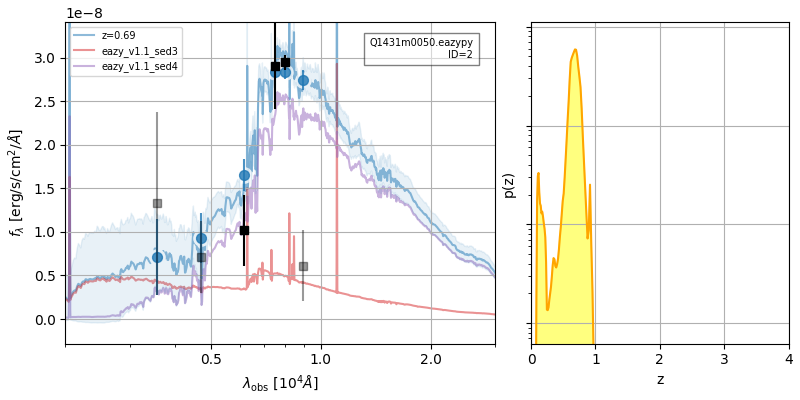 1e−8
z=0.69
eazy_v1.1_sed3
eazy_v1.1_sed4
Q1431m0050.eazypy
ID=2
3.0
2.5
2.0
1.5
1.0
0.5
0.0
f_λ [erg/s/cm²/Å]
0.5 1.0 2.0
λ_obs [10⁴Å]
p(z)
0 1 2 3 4
z